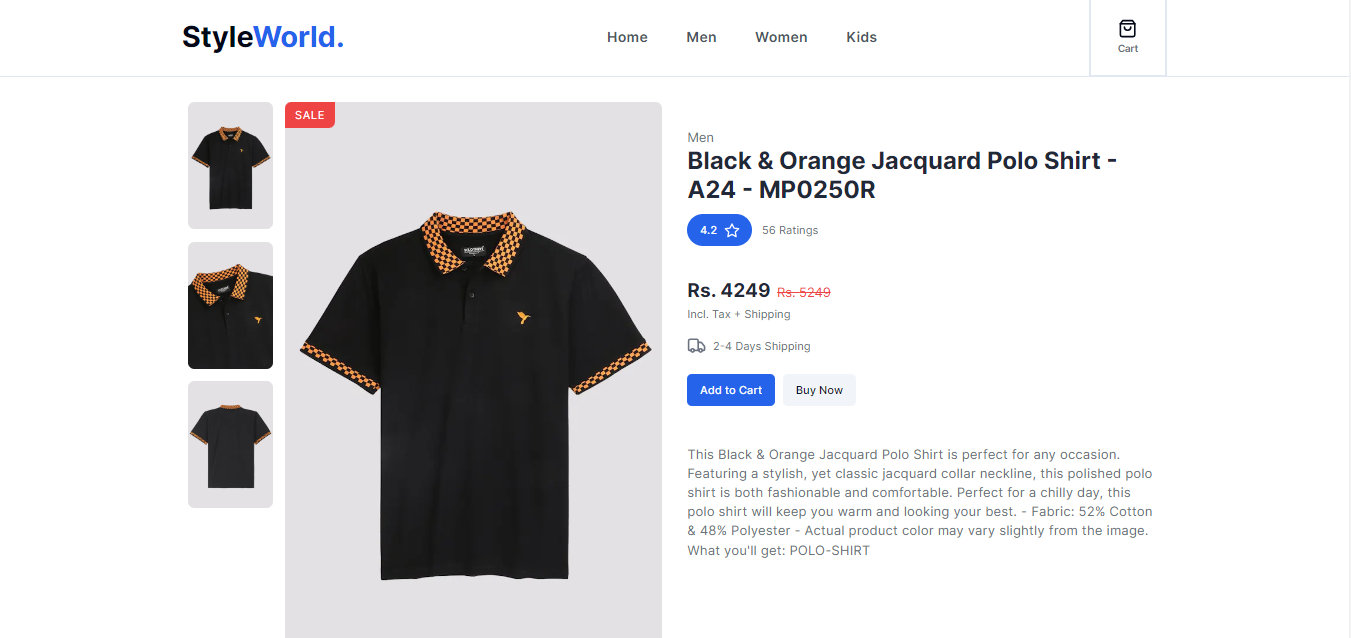 StyleWorld.
Home Men Women Kids
Cart
SALE
Men
Black & Orange Jacquard Polo Shirt -
A24 - MP0250R
4.2 56 Ratings
Rs. 4249 Rs. 5249
Incl. Tax + Shipping
2-4 Days Shipping
Add to Cart Buy Now
This Black & Orange Jacquard Polo Shirt is perfect for any occasion.
Featuring a stylish, yet classic jacquard collar neckline, this polished polo
shirt is both fashionable and comfortable. Perfect for a chilly day, this
polo shirt will keep you warm and looking your best. - Fabric: 52% Cotton
& 48% Polyester - Actual product color may vary slightly from the image.
What you'll get: POLO-SHIRT